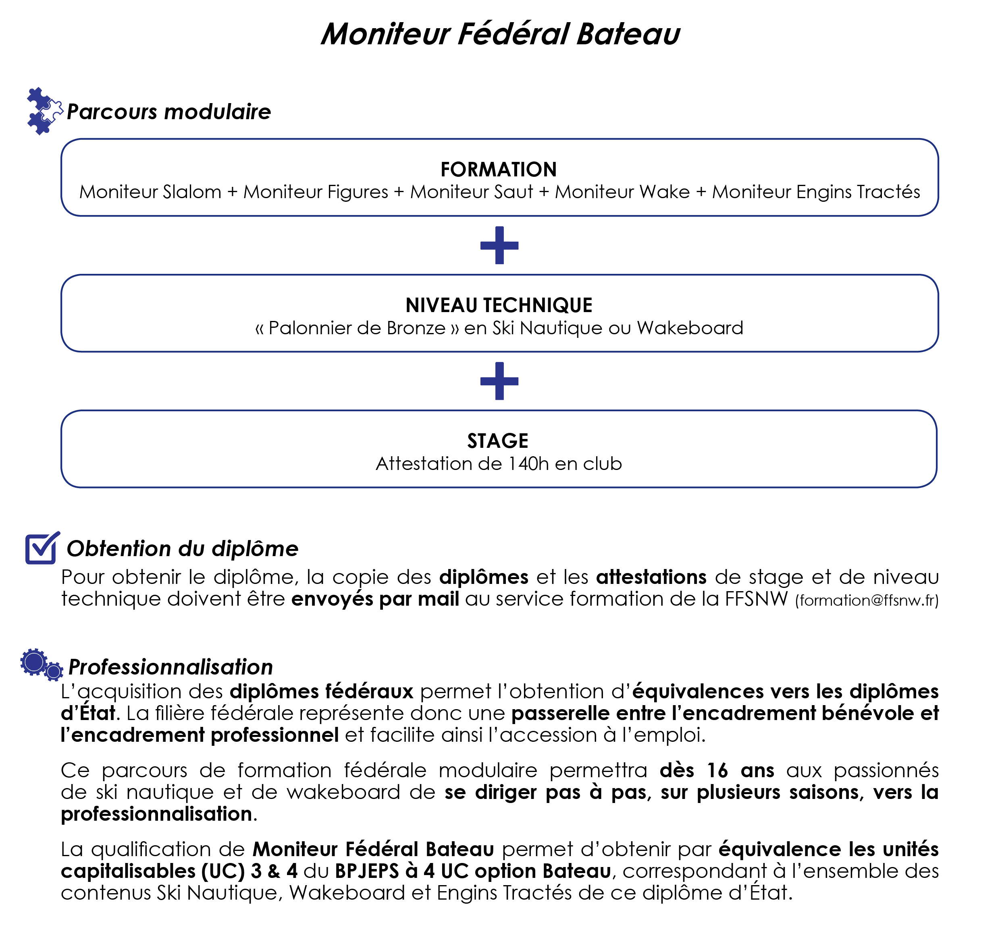 Moniteur Fédéral Bateau
Parcours modulaire
FORMATION
Moniteur Slalom + Moniteur Figures + Moniteur Saut + Moniteur Wake + Moniteur Engins Tractés
NIVEAU TECHNIQUE
« Palonnier de Bronze » en Ski Nautique ou Wakeboard
STAGE
Attestation de 140h en club
Obtention du diplôme
Pour obtenir le diplôme, la copie des diplômes et les attestations de stage et de niveau
technique doivent être envoyés par mail au service formation de la FFSNW (formation@ffsnw.fr)
Professionnalisation
L’acquisition des diplômes fédéraux permet l’obtention d’équivalences vers les diplômes
d’État. La filière fédérale représente donc une passerelle entre l’encadrement bénévole et
l’encadrement professionnel et facilite ainsi l’accession à l’emploi.
Ce parcours de formation fédérale modulaire permettra dès 16 ans aux passionnés
de ski nautique et de wakeboard de se diriger pas à pas, sur plusieurs saisons, vers la
professionnalisation.
La qualification de Moniteur Fédéral Bateau permet d’obtenir par équivalence les unités
capitalisables (UC) 3 & 4 du BPJEPS à 4 UC option Bateau, correspondant à l’ensemble des
contenus Ski Nautique, Wakeboard et Engins Tractés de ce diplôme d’État.